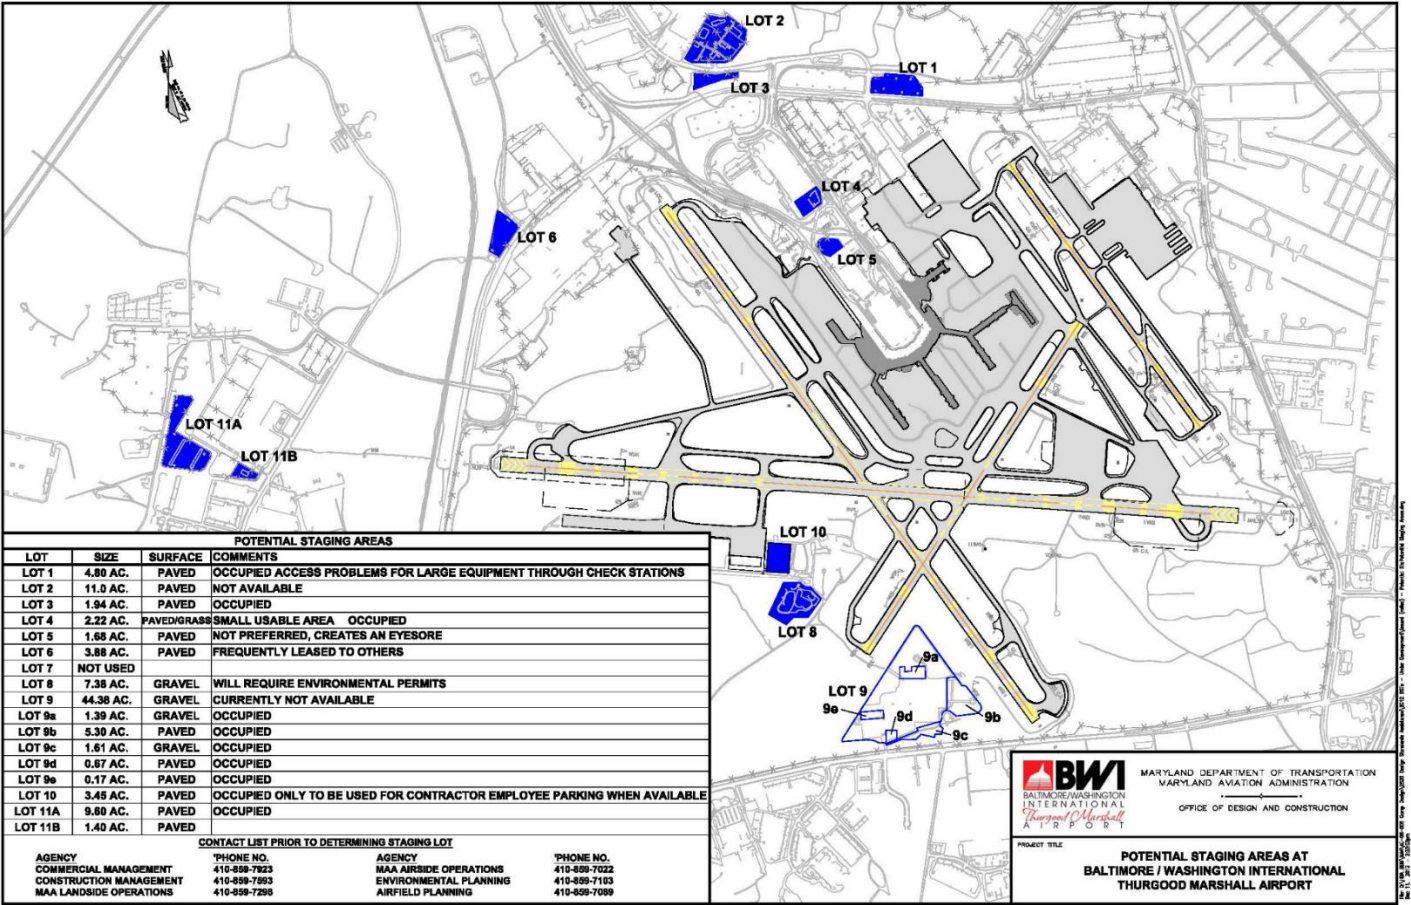 LOT 2
LOT 1
LOT 3
LOT 4
LOT 6
LOT 5
LOT 11A
LOT 11B
LOT 10
LOT 8
9a
LOT 9
9e
9d
9b
9c
POTENTIAL STAGING AREAS
LOT SIZE SURFACE COMMENTS
LOT 1 4.80 AC. PAVED OCCUPIED ACCESS PROBLEMS FOR LARGE EQUIPMENT THROUGH CHECK STATIONS
LOT 2 11.0 AC. PAVED NOT AVAILABLE
LOT 3 1.94 AC. PAVED OCCUPIED
LOT 4 2.22 AC. PAVED/GRASS SMALL USABLE AREA OCCUPIED
LOT 5 1.68 AC. PAVED NOT PREFERRED, CREATES AN EYESORE
LOT 6 3.88 AC. PAVED FREQUENTLY LEASED TO OTHERS
LOT 7 NOT USED
LOT 8 7.38 AC. GRAVEL WILL REQUIRE ENVIRONMENTAL PERMITS
LOT 9 44.38 AC. GRAVEL CURRENTLY NOT AVAILABLE
LOT 9a 1.39 AC. GRAVEL OCCUPIED
LOT 9b 5.30 AC. PAVED OCCUPIED
LOT 9c 1.61 AC. GRAVEL OCCUPIED
LOT 9d 0.67 AC. PAVED OCCUPIED
LOT 9e 0.17 AC. PAVED OCCUPIED
LOT 10 3.45 AC. PAVED OCCUPIED ONLY TO BE USED FOR CONTRACTOR EMPLOYEE PARKING WHEN AVAILABLE
LOT 11A 9.60 AC. PAVED OCCUPIED
LOT 11B 1.40 AC. PAVED
CONTACT LIST PRIOR TO DETERMINING STAGING LOT
AGENCY 'PHONE NO. AGENCY 'PHONE NO.
COMMERCIAL MANAGEMENT 410-859-7923 MAA AIRSIDE OPERATIONS 410-859-7022
CONSTRUCTION MANAGEMENT 410-859-7593 ENVIRONMENTAL PLANNING 410-859-7103
MAA LANDSIDE OPERATIONS 410-859-7298 AIRFIELD PLANNING 410-859-7089
BWI
BALTIMORE/WASHINGTON
INTERNATIONAL
Thurgood Marshall
AIRPORT
MARYLAND DEPARTMENT OF TRANSPORTATION
MARYLAND AVIATION ADMINISTRATION
OFFICE OF DESIGN AND CONSTRUCTION
PROJECT TITLE
POTENTIAL STAGING AREAS AT
BALTIMORE / WASHINGTON INTERNATIONAL
THURGOOD MARSHALL AIRPORT